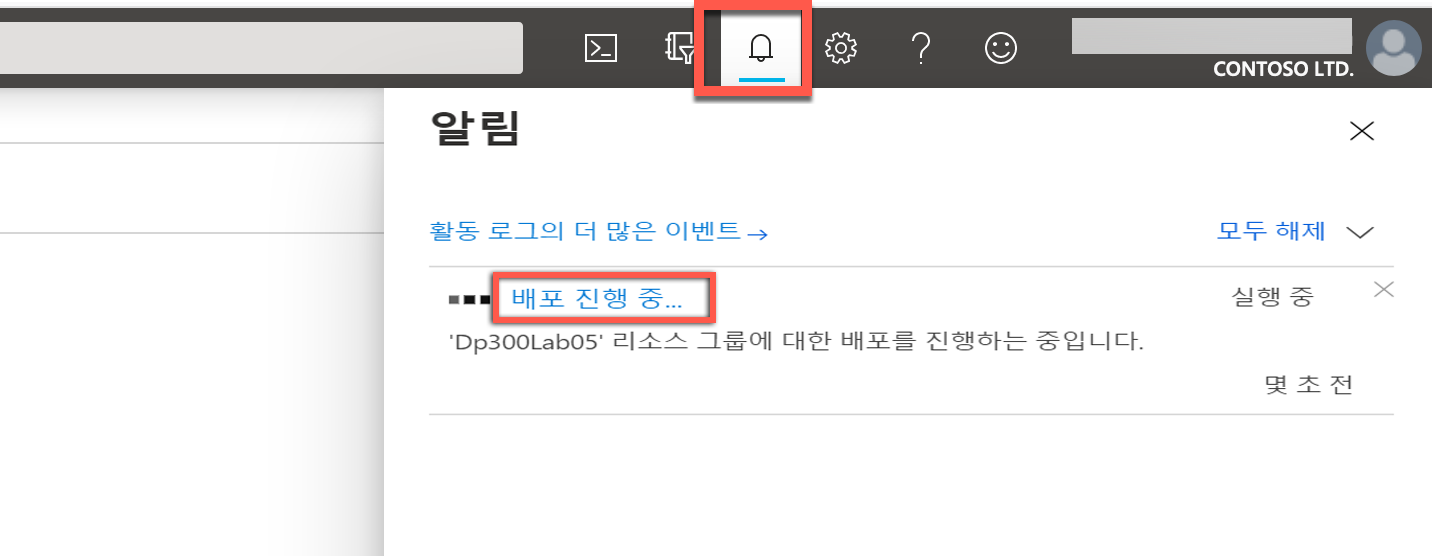 CONTOSO LTD.
알림
활동 로그의 더 많은 이벤트→ 모두 해제
배포 진행 중... 실행 중
'Dp300Lab05' 리소스 그룹에 대한 배포를 진행하는 중입니다.
몇 초 전